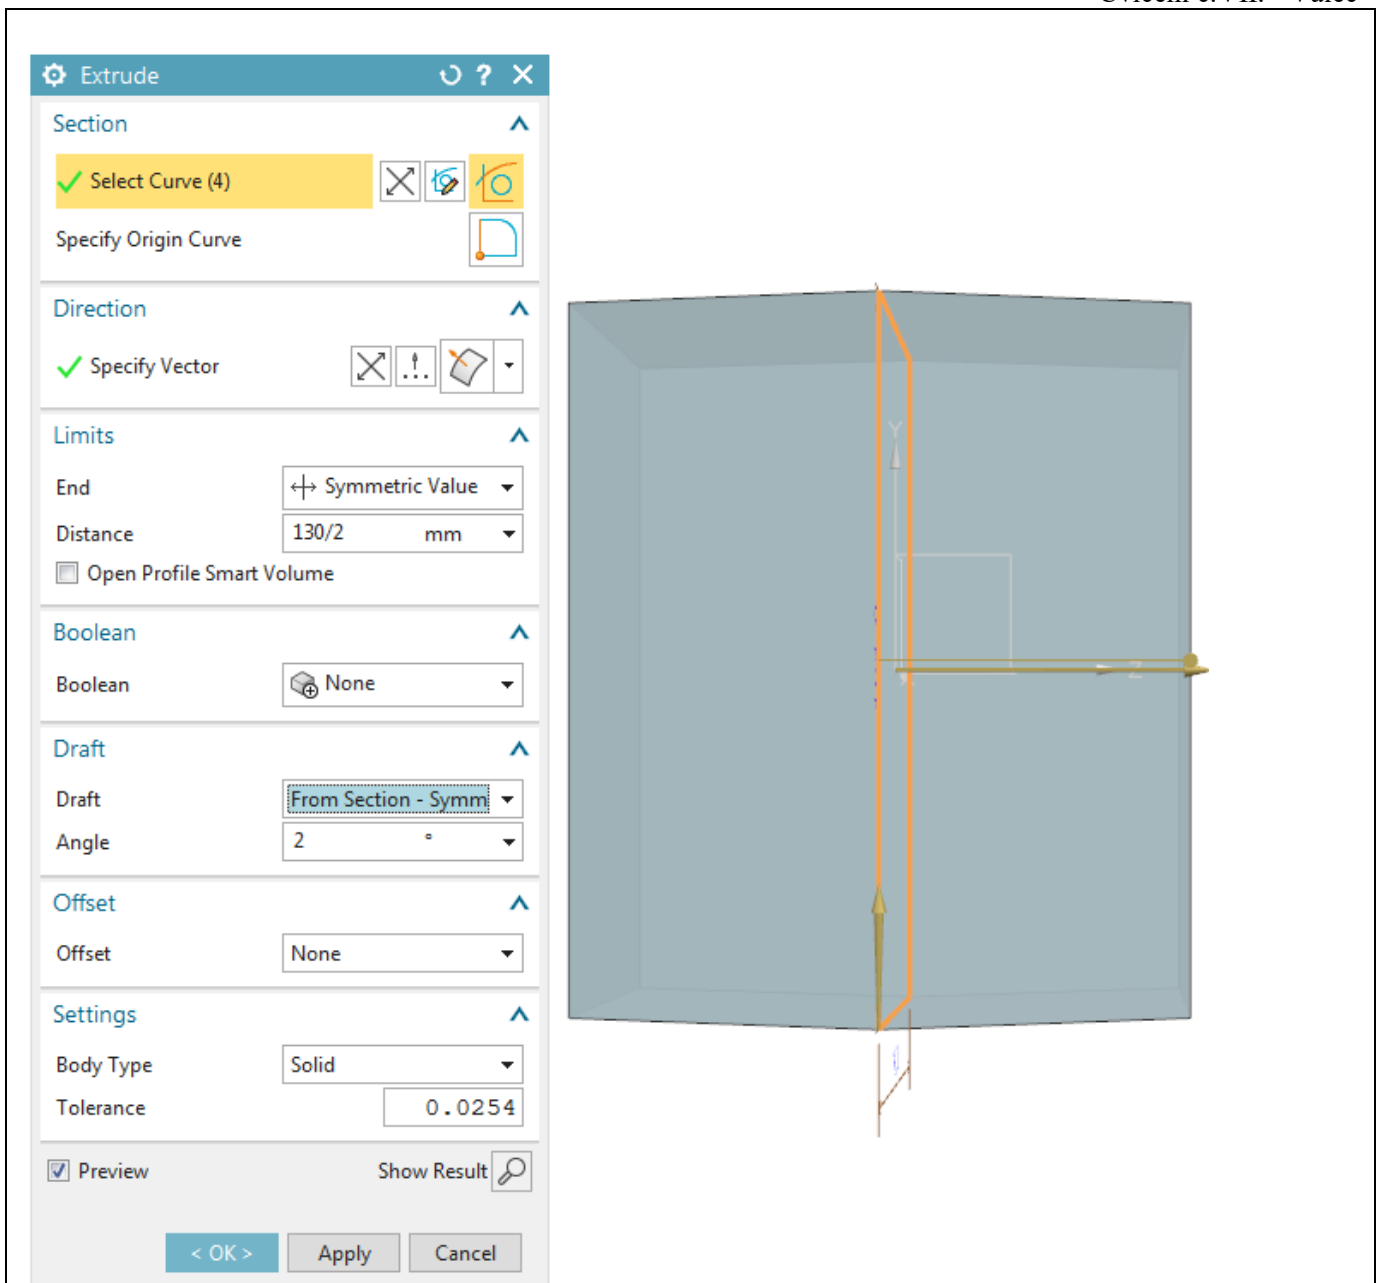 Extrude
Section
Select Curve (4)
Specify Origin Curve
Direction
Specify Vector
Limits
End Symmetric Value
Distance 130/2 mm
Open Profile Smart Volume
Boolean
Boolean None
Draft
Draft From Section - Symm
Angle 2 °
Offset
Offset None
Settings
Body Type Solid
Tolerance 0.0254
Preview Show Result
< OK > Apply Cancel
Y
Z